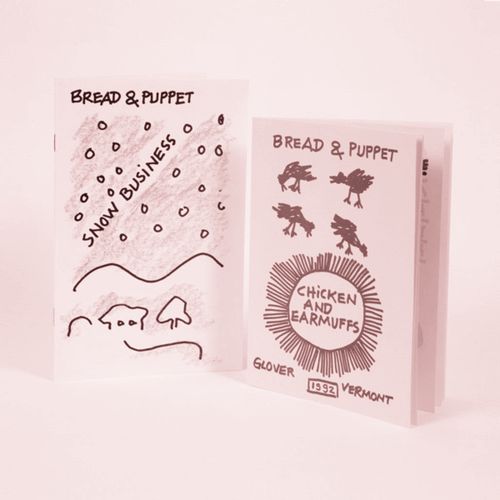 BREAD & PUPPET
SNOW BUSINESS
BREAD & PUPPET
CHICKEN
AND
EARMUFFS
GLOVER 1992 VERMONT